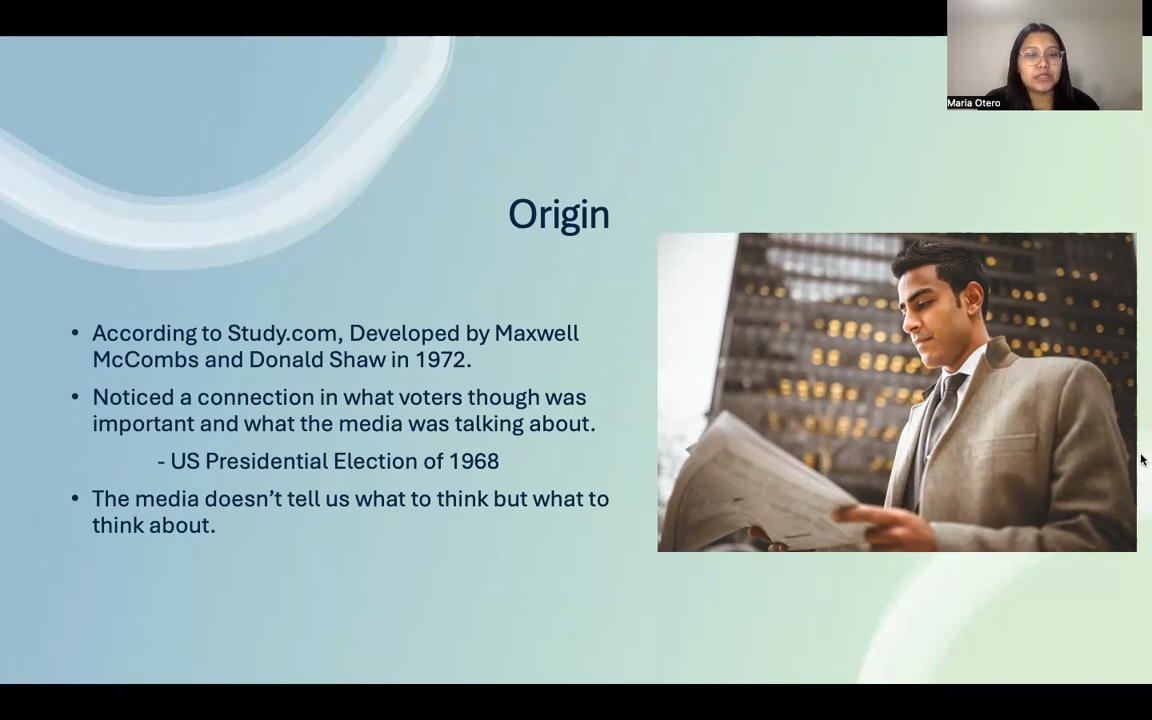 Maria Otero
Origin
• According to Study.com, Developed by Maxwell
McCombs and Donald Shaw in 1972.
• Noticed a connection in what voters though was
important and what the media was talking about.
- US Presidential Election of 1968
• The media doesn’t tell us what to think but what to
think about.